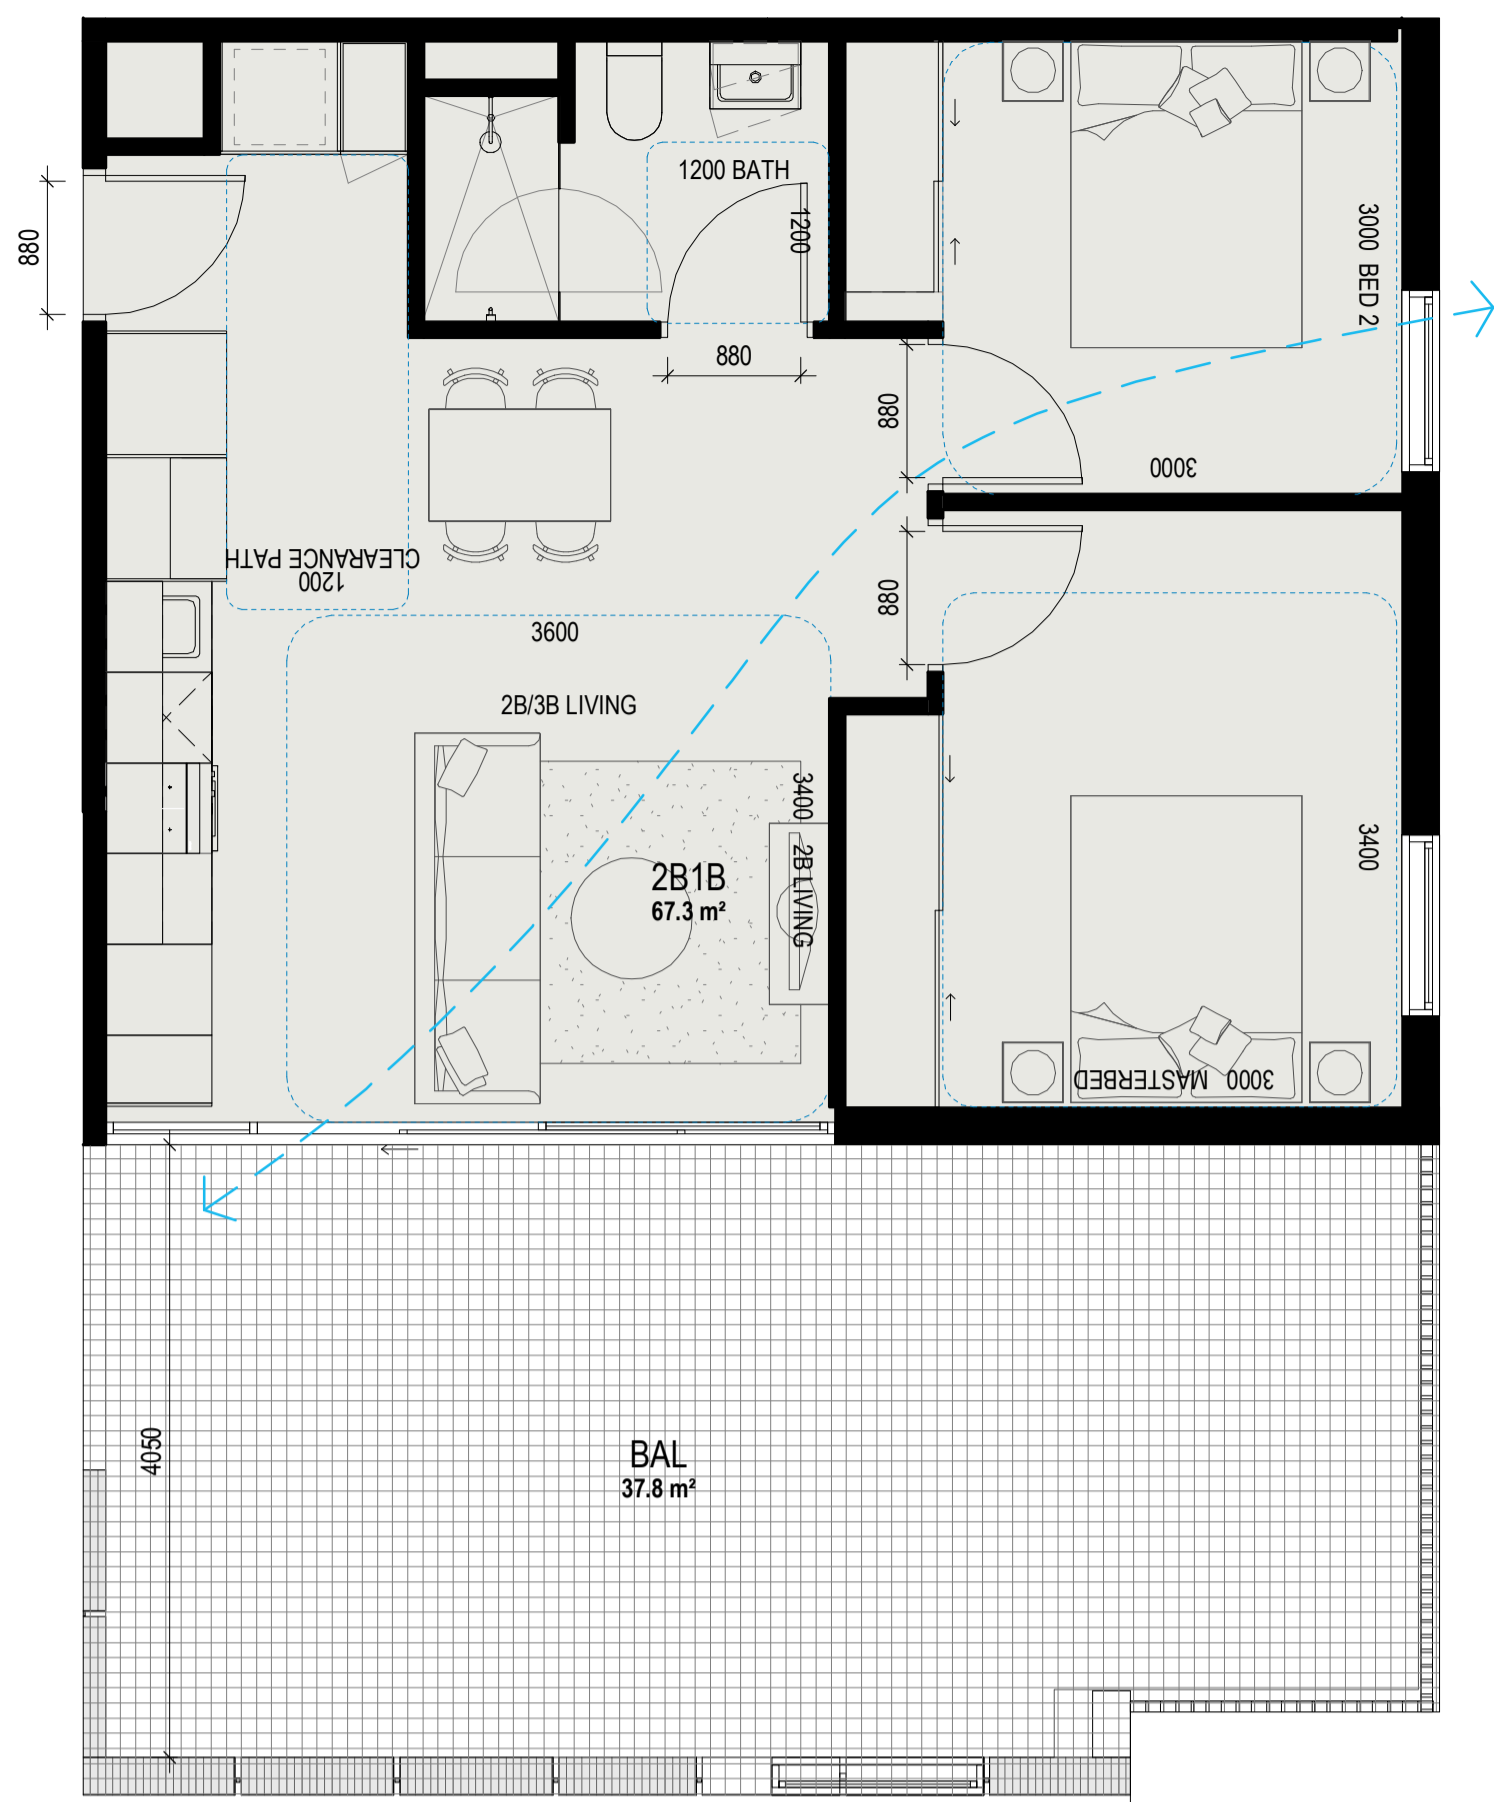 880
1200 BATH
1200
3000 BED 2
880
880
3000
CLEARANCE PATH
1200
880
3600
2B/3B LIVING
3400 2B LIVING
2B1B
67.3 m²
3400
3000 MASTERBED
4050
BAL
37.8 m²